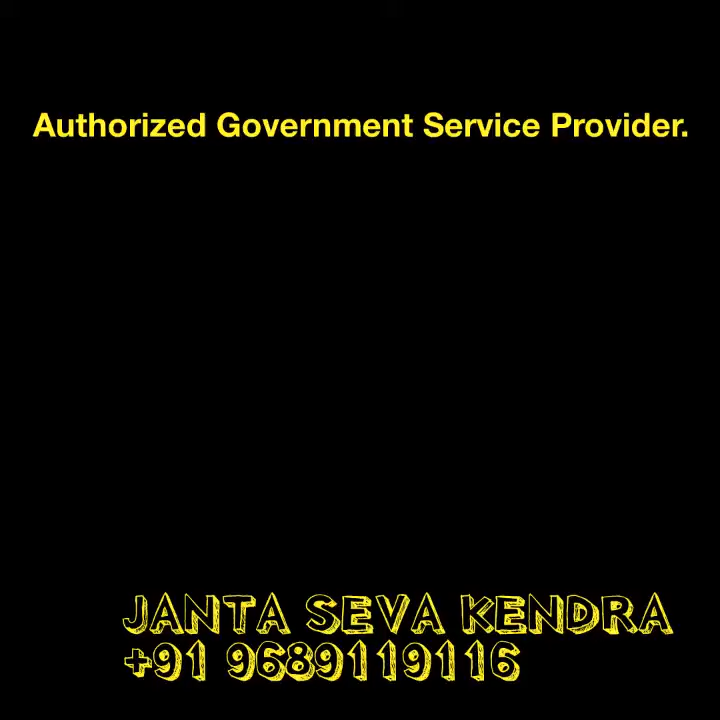 Authorized Government Service Provider.
JANTA SEVA KENDRA
+91 9689119116